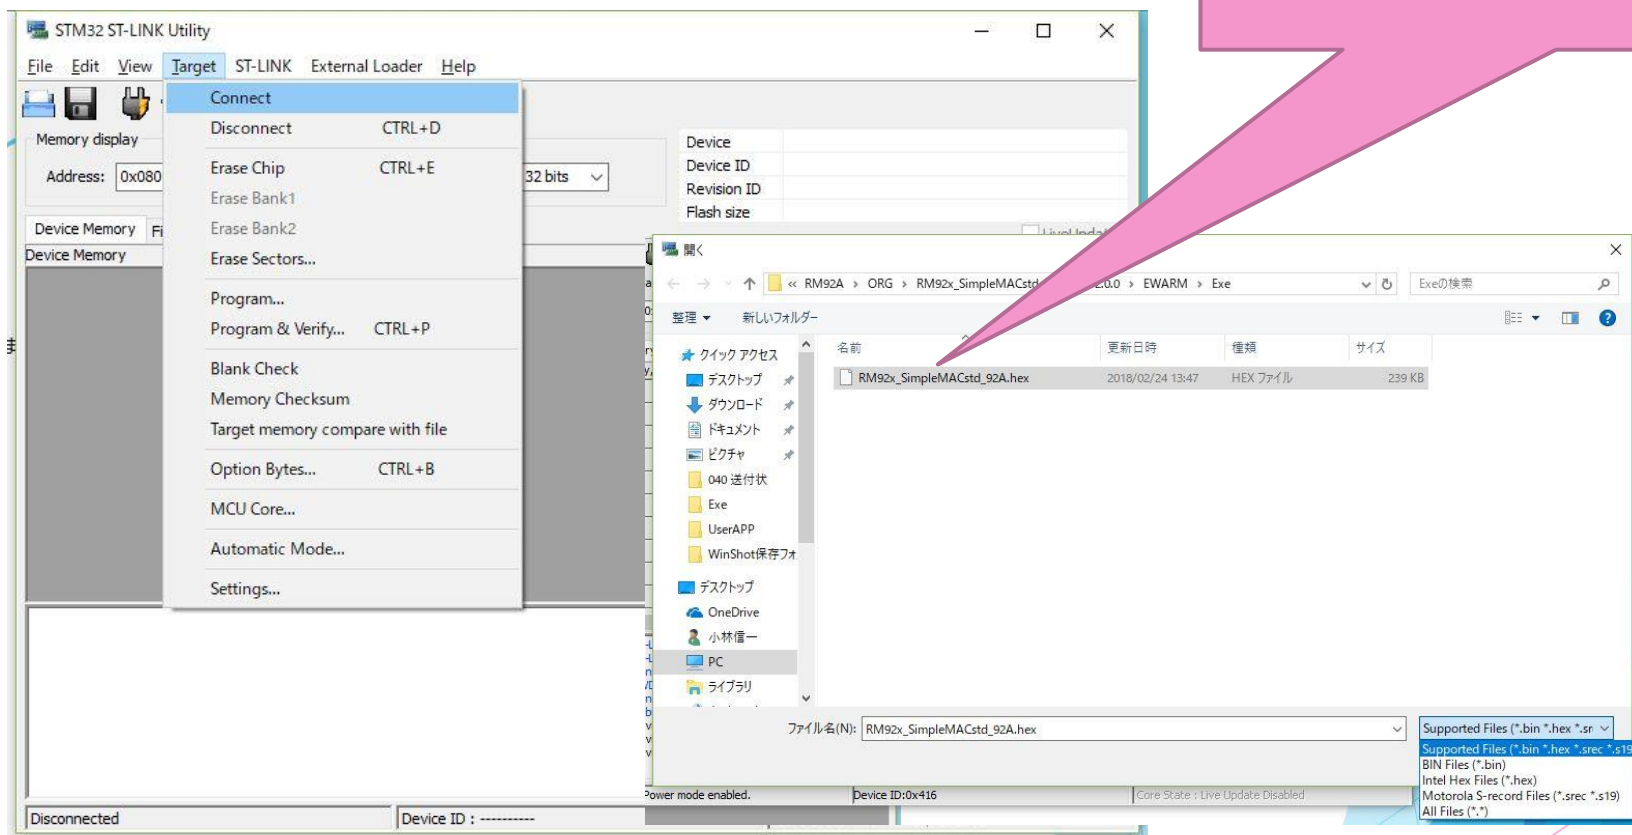 STM32 ST-LINK Utility
File Edit View Target ST-LINK External Loader Help
Connect
Disconnect CTRL+D
Erase Chip CTRL+E
Erase Bank1
Erase Bank2
Erase Sectors...
Program...
Program & Verify... CTRL+P
Blank Check
Memory Checksum
Target memory compare with file
Option Bytes... CTRL+B
MCU Core...
Automatic Mode...
Settings...
Memory display
Address: 0x080
32 bits
Device
Device ID
Revision ID
Flash size
Device Memory
Device Memory
Disconnected
Device ID : ----------
開く
« RM92A › ORG › RM92x_SimpleMACstd 2.0.0 › EWARM › Exe
Exeの検索
整理 新しいフォルダー
名前 更新日時 種類 サイズ
RM92x_SimpleMACstd_92A.hex 2018/02/24 13:47 HEX ファイル 239 KB
クイック アクセス
デスクトップ
ダウンロード
ドキュメント
ピクチャ
040 送付状
Exe
UserAPP
WinShot保存フォ
デスクトップ
OneDrive
小林信一
PC
ライブラリ
ファイル名(N): RM92x_SimpleMACstd_92A.hex
Supported Files (*.bin *.hex *.sr
Supported Files (*.bin *.hex *.srec *.s19
BIN Files (*.bin)
Intel Hex Files (*.hex)
Motorola S-record Files (*.srec *.s19)
All Files (*.*)
Power mode enabled.
Device ID:0x416
Core State : Live Update Disabled